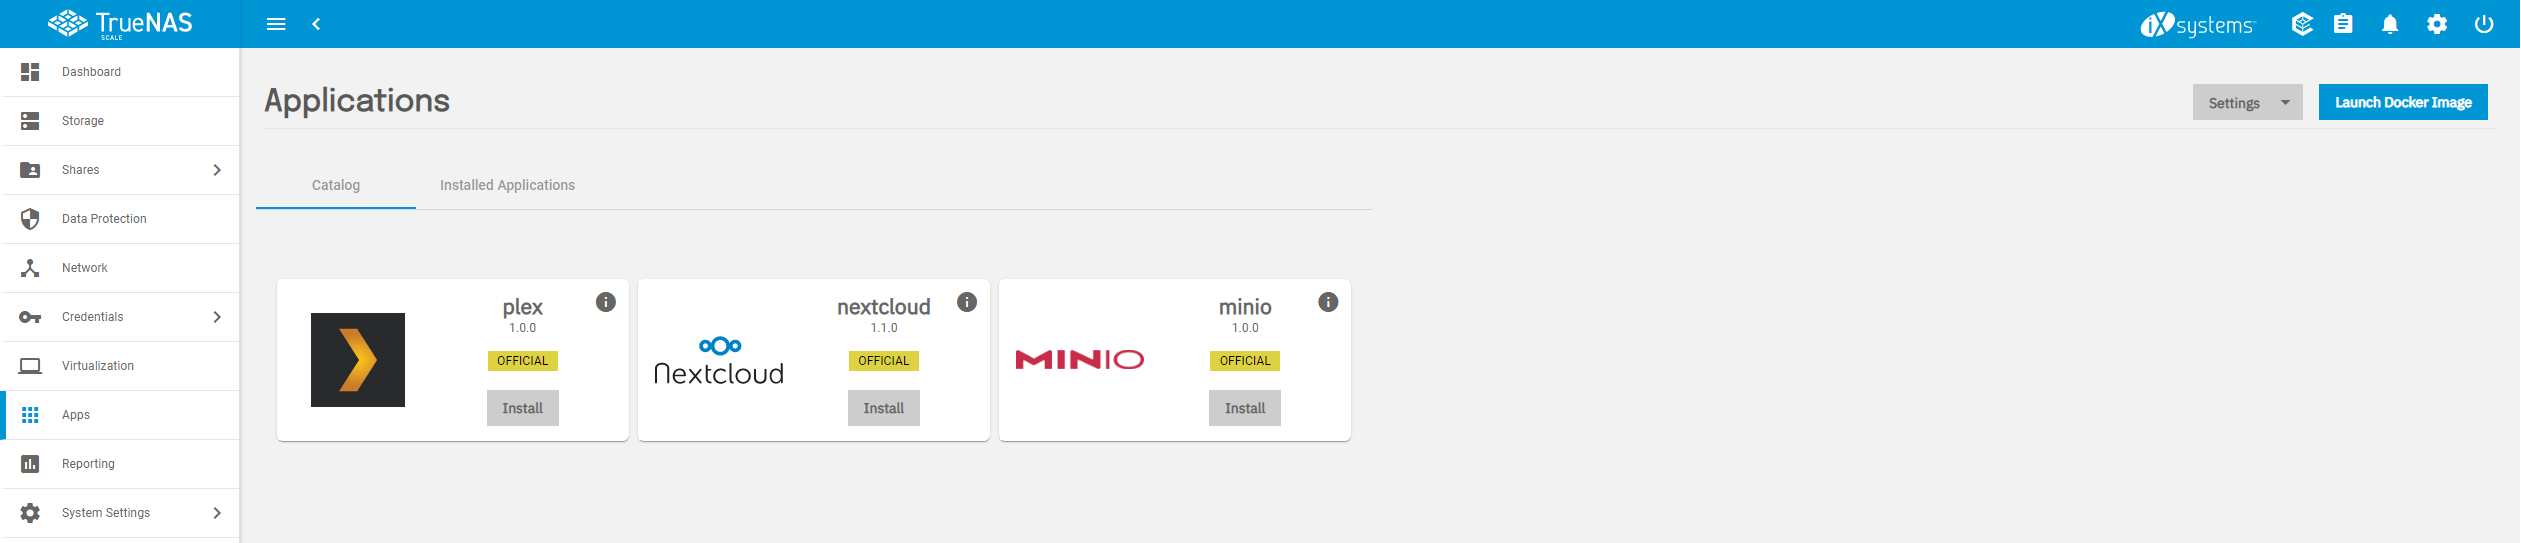 TrueNAS
SCALE
iXsystems™
Dashboard
Storage
Shares
Data Protection
Network
Credentials
Virtualization
Apps
Reporting
System Settings
Applications
Settings
Launch Docker Image
Catalog
Installed Applications
plex
1.0.0
OFFICIAL
Install
Nextcloud
nextcloud
1.1.0
OFFICIAL
Install
MINIO
minio
1.0.0
OFFICIAL
Install